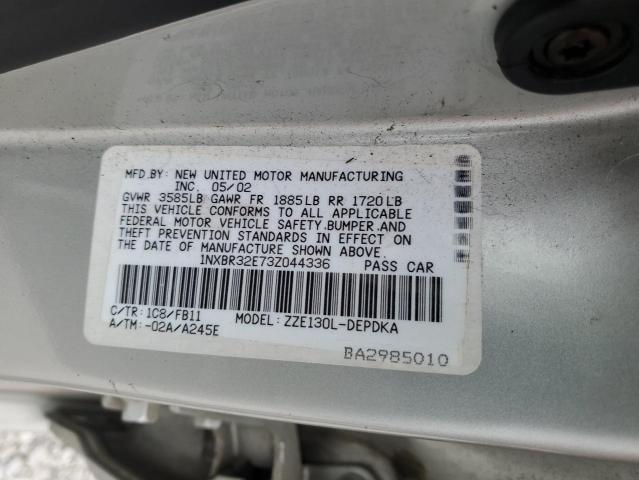 MFD.BY: NEW UNITED MOTOR MANUFACTURING
INC. 05/02
GVWR 3585LB GAWR FR 1885LB RR 1720LB
THIS VEHICLE CONFORMS TO ALL APPLICABLE
FEDERAL MOTOR VEHICLE SAFETY,BUMPER,AND
THEFT PREVENTION STANDARDS IN EFFECT ON
THE DATE OF MANUFACTURE SHOWN ABOVE.
1NXBR32E73Z044336 PASS CAR
C/TR: 1C8/FB11 MODEL: ZZE130L-DEPDKA
A/TM: -02A/A245E
BA2985010